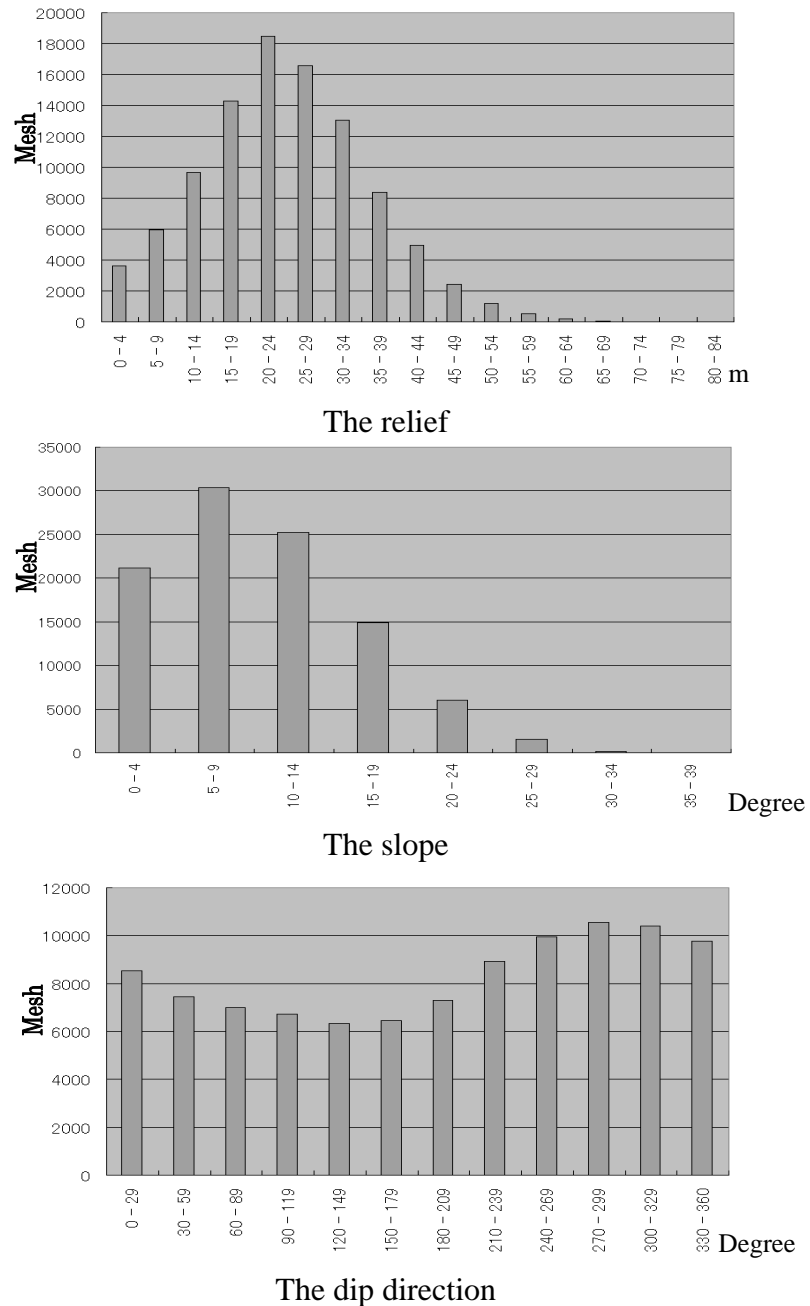 20000
18000
16000
14000
12000
10000
8000
6000
4000
2000
0
Mesh
0 – 4
5 – 9
10 – 14
15 – 19
20 – 24
25 – 29
30 – 34
35 – 39
40 – 44
45 – 49
50 – 54
55 – 59
60 – 64
65 – 69
70 – 74
75 – 79
80 – 84
m
The relief
35000
30000
25000
20000
15000
10000
5000
0
Mesh
0 – 4
5 – 9
10 – 14
15 – 19
20 – 24
25 – 29
30 – 34
35 – 39
Degree
The slope
12000
10000
8000
6000
4000
2000
0
Mesh
0 – 29
30 – 59
60 – 89
90 – 119
120 – 149
150 – 179
180 – 209
210 – 239
240 – 269
270 – 299
300 – 329
330 – 360
Degree
The dip direction